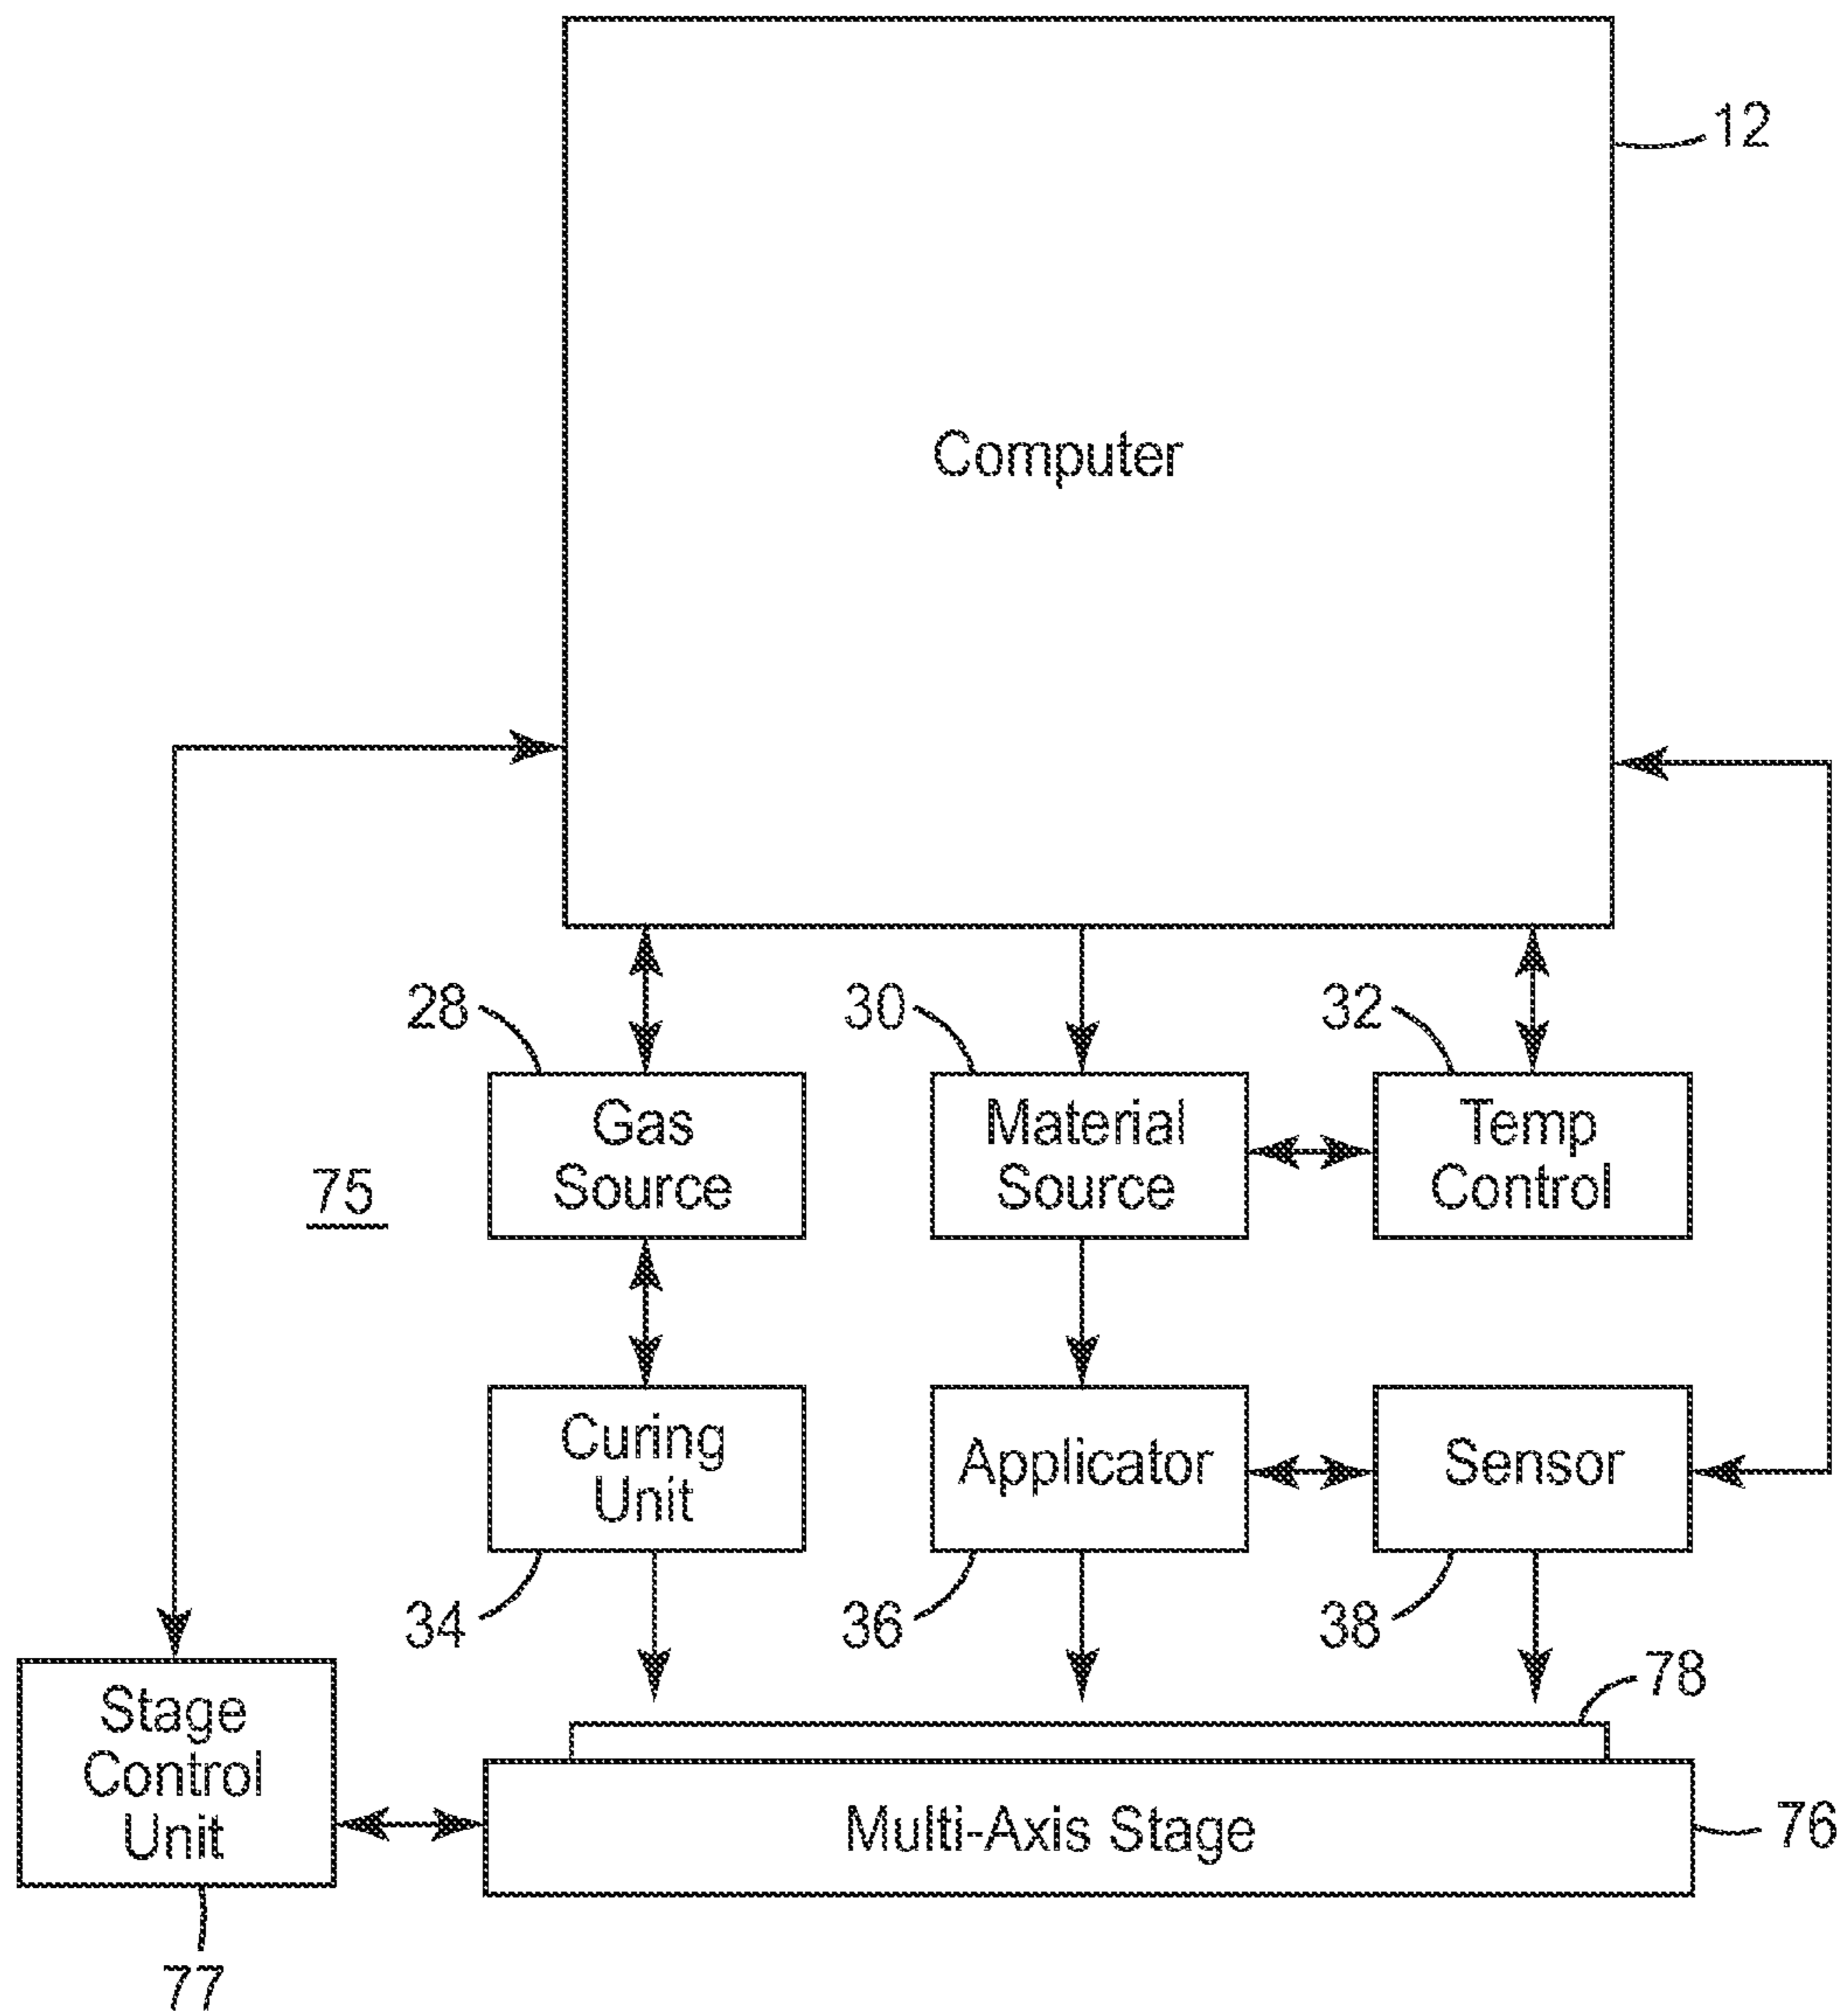 12
Computer
28
30
32
Gas
Source
Material
Source
Temp
Control
75
Curing
Unit
Applicator
Sensor
34
36
38
78
Stage
Control
Unit
Multi-Axis Stage
76
77